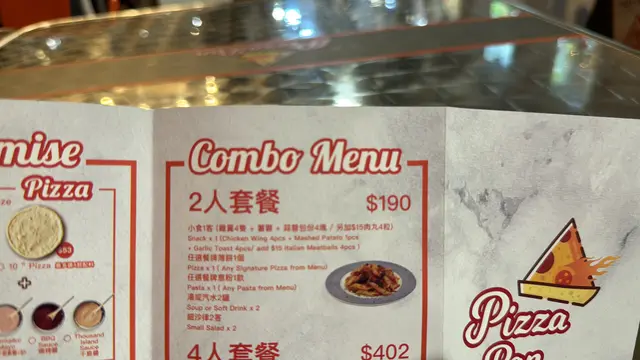 mise
Pizza
$53
10" Pizza
+
BBQ
Sauce
Thousand
Island
Sauce
Combo Menu
2人套餐 $190
小食1客 (雞翼4隻 + 薯蓉 + 蒜蓉包4塊 / 另加$15肉丸4粒)
Snack x 1 (Chicken Wing 4pcs + Mashed Potato 1pcs
+ Garlic Toast 4pcs/ add $15 Italian Meatballs 4pcs)
任選餐牌薄餅1個
Pizza x 1 ( Any Signature Pizza from Menu)
任選餐牌意粉1款
Pasta x 1 ( Any Pasta from Menu)
湯或汽水2罐
Soup or Soft Drink x 2
細沙律2客
Small Salad x 2
4人套餐 $402
Pizza